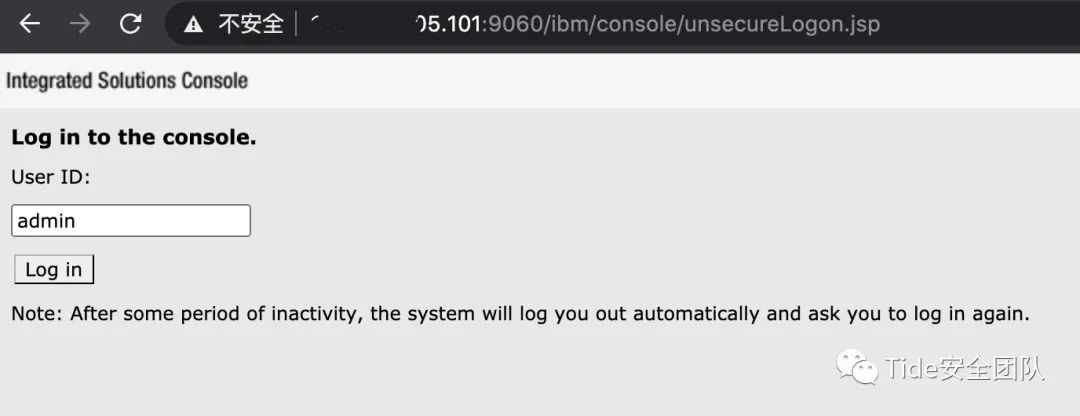 不安全 05.101:9060/ibm/console/unsecureLogon.jsp
Integrated Solutions Console
Log in to the console.
User ID:
admin
Log in
Note: After some period of inactivity, the system will log you out automatically and ask you to log in again.
Tide安全团队